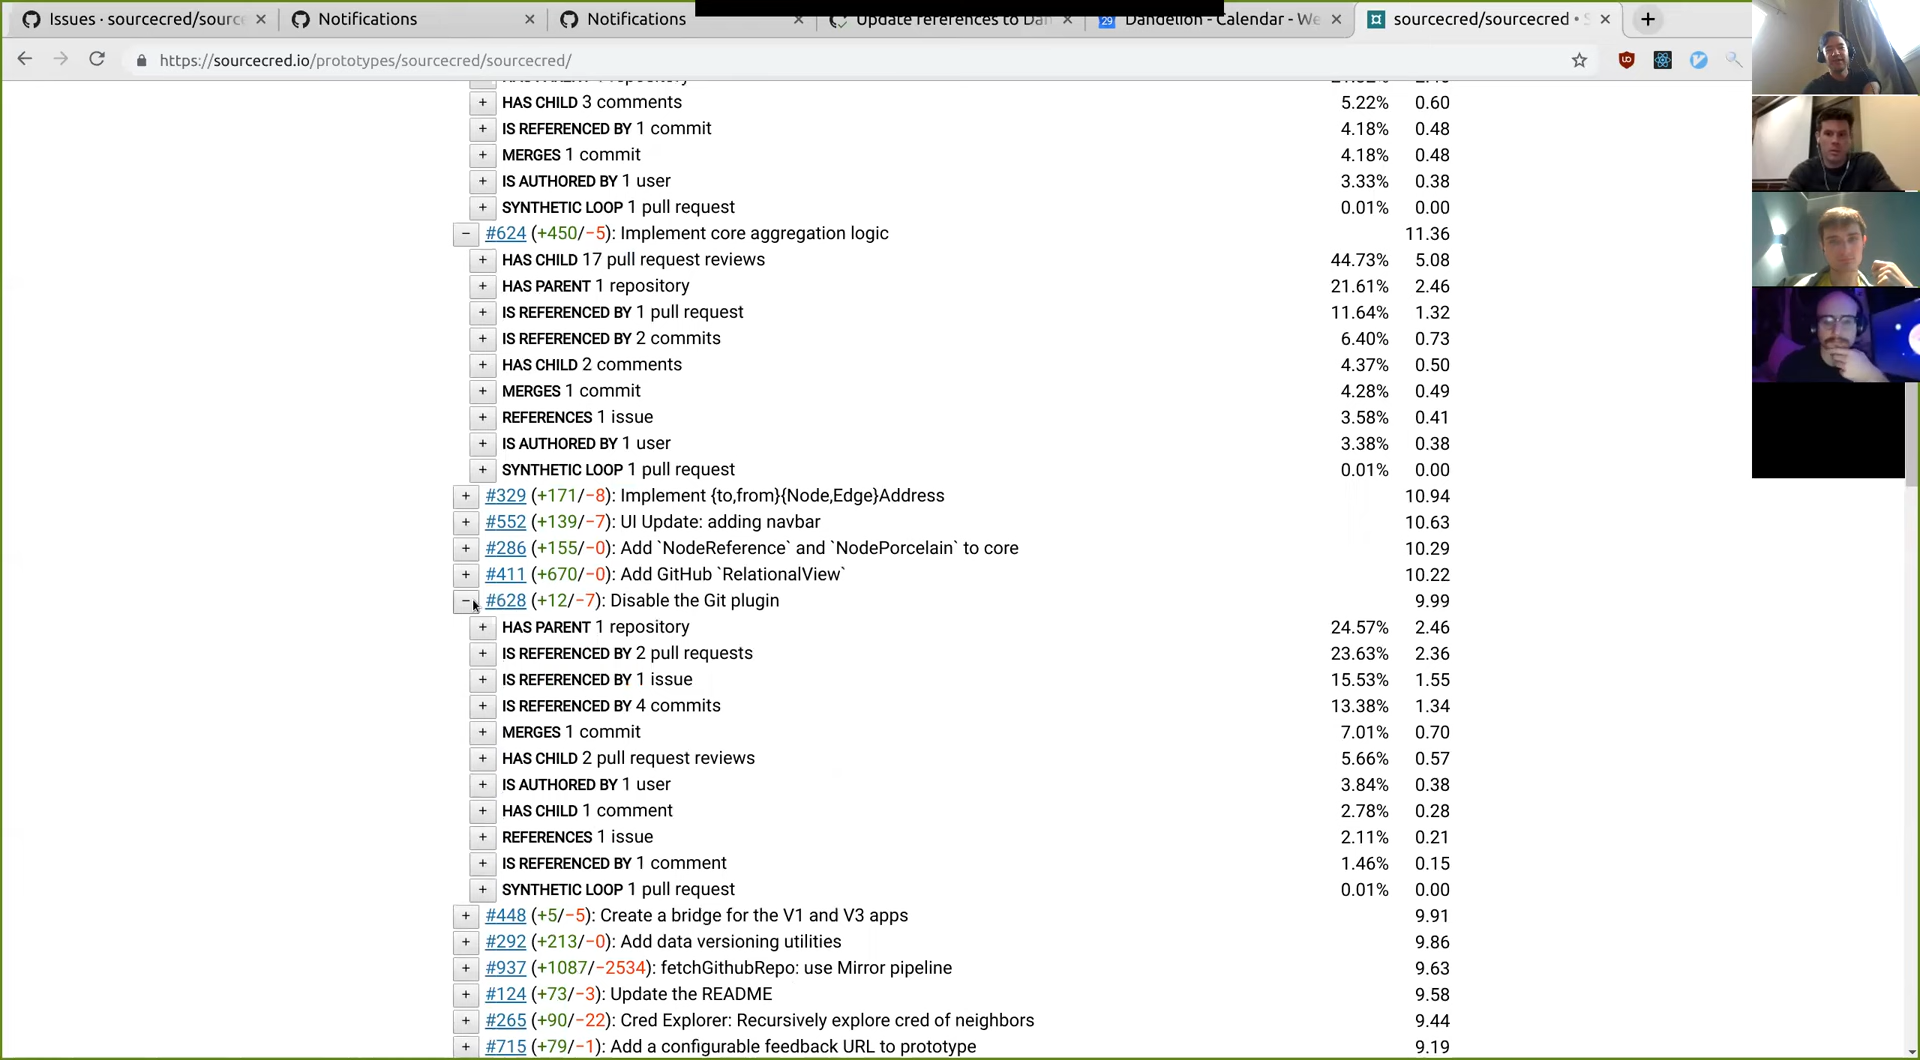 Issues · sourcecred/source
Notifications
Notifications
Update references to Dan
Dandelion - Calendar - We
sourcecred/sourcecred •
https://sourcecred.io/prototypes/sourcecred/sourcecred/
+ HAS CHILD 3 comments 5.22% 0.60
+ IS REFERENCED BY 1 commit 4.18% 0.48
+ MERGES 1 commit 4.18% 0.48
+ IS AUTHORED BY 1 user 3.33% 0.38
+ SYNTHETIC LOOP 1 pull request 0.01% 0.00
− #624 (+450/−5): Implement core aggregation logic 11.36
+ HAS CHILD 17 pull request reviews 44.73% 5.08
+ HAS PARENT 1 repository 21.61% 2.46
+ IS REFERENCED BY 1 pull request 11.64% 1.32
+ IS REFERENCED BY 2 commits 6.40% 0.73
+ HAS CHILD 2 comments 4.37% 0.50
+ MERGES 1 commit 4.28% 0.49
+ REFERENCES 1 issue 3.58% 0.41
+ IS AUTHORED BY 1 user 3.38% 0.38
+ SYNTHETIC LOOP 1 pull request 0.01% 0.00
+ #329 (+171/−8): Implement {to,from}{Node,Edge}Address 10.94
+ #552 (+139/−7): UI Update: adding navbar 10.63
+ #286 (+155/−0): Add `NodeReference` and `NodePorcelain` to core 10.29
+ #411 (+670/−0): Add GitHub `RelationalView` 10.22
− #628 (+12/−7): Disable the Git plugin 9.99
+ HAS PARENT 1 repository 24.57% 2.46
+ IS REFERENCED BY 2 pull requests 23.63% 2.36
+ IS REFERENCED BY 1 issue 15.53% 1.55
+ IS REFERENCED BY 4 commits 13.38% 1.34
+ MERGES 1 commit 7.01% 0.70
+ HAS CHILD 2 pull request reviews 5.66% 0.57
+ IS AUTHORED BY 1 user 3.84% 0.38
+ HAS CHILD 1 comment 2.78% 0.28
+ REFERENCES 1 issue 2.11% 0.21
+ IS REFERENCED BY 1 comment 1.46% 0.15
+ SYNTHETIC LOOP 1 pull request 0.01% 0.00
+ #448 (+5/−5): Create a bridge for the V1 and V3 apps 9.91
+ #292 (+213/−0): Add data versioning utilities 9.86
+ #937 (+1087/−2534): fetchGithubRepo: use Mirror pipeline 9.63
+ #124 (+73/−3): Update the README 9.58
+ #265 (+90/−22): Cred Explorer: Recursively explore cred of neighbors 9.44
+ #715 (+79/−1): Add a configurable feedback URL to prototype 9.19